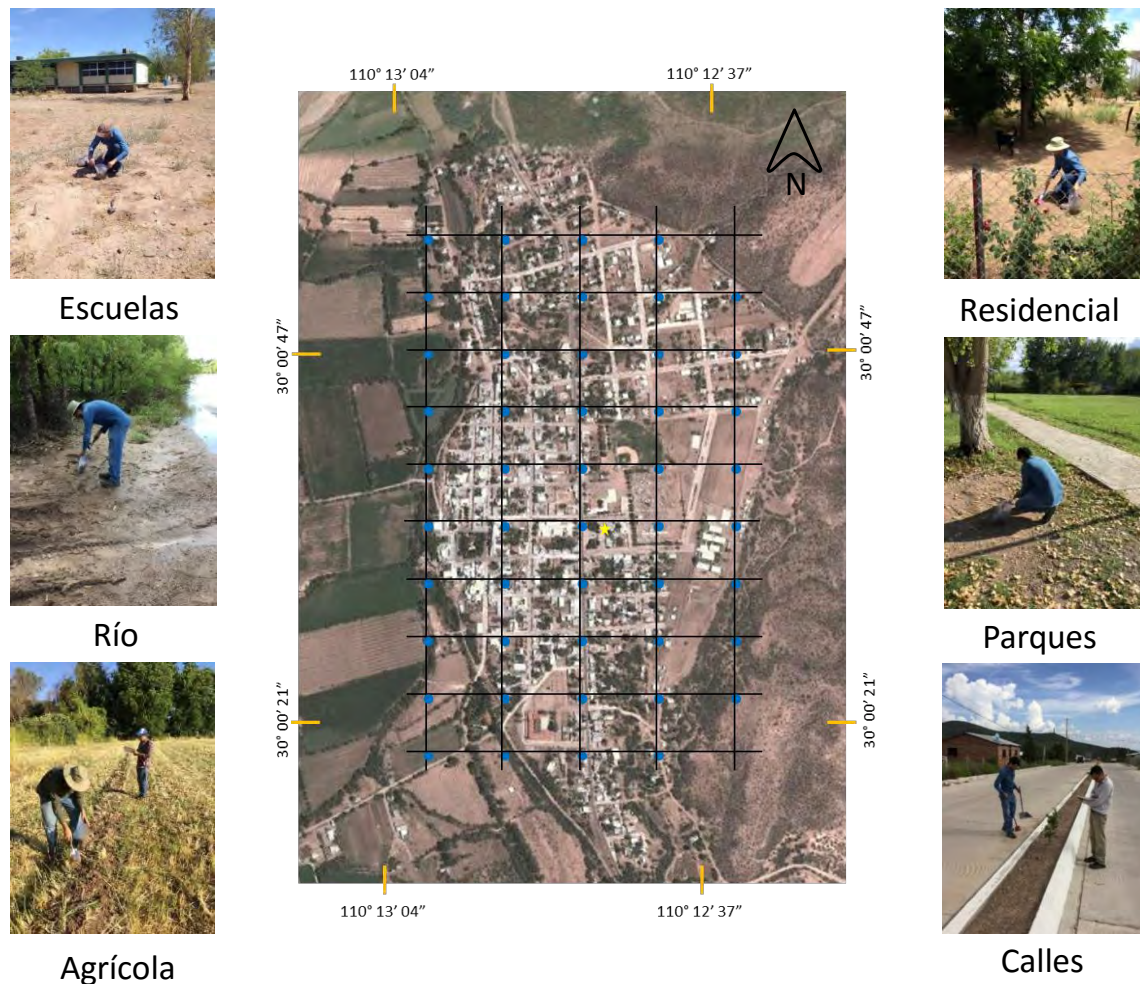 110° 13’ 04”
110° 12’ 37”
N
Escuelas
Residencial
30° 00’ 47”
30° 00’ 47”
Río
Parques
30° 00’ 21”
30° 00’ 21”
110° 13’ 04”
110° 12’ 37”
Agrícola
Calles